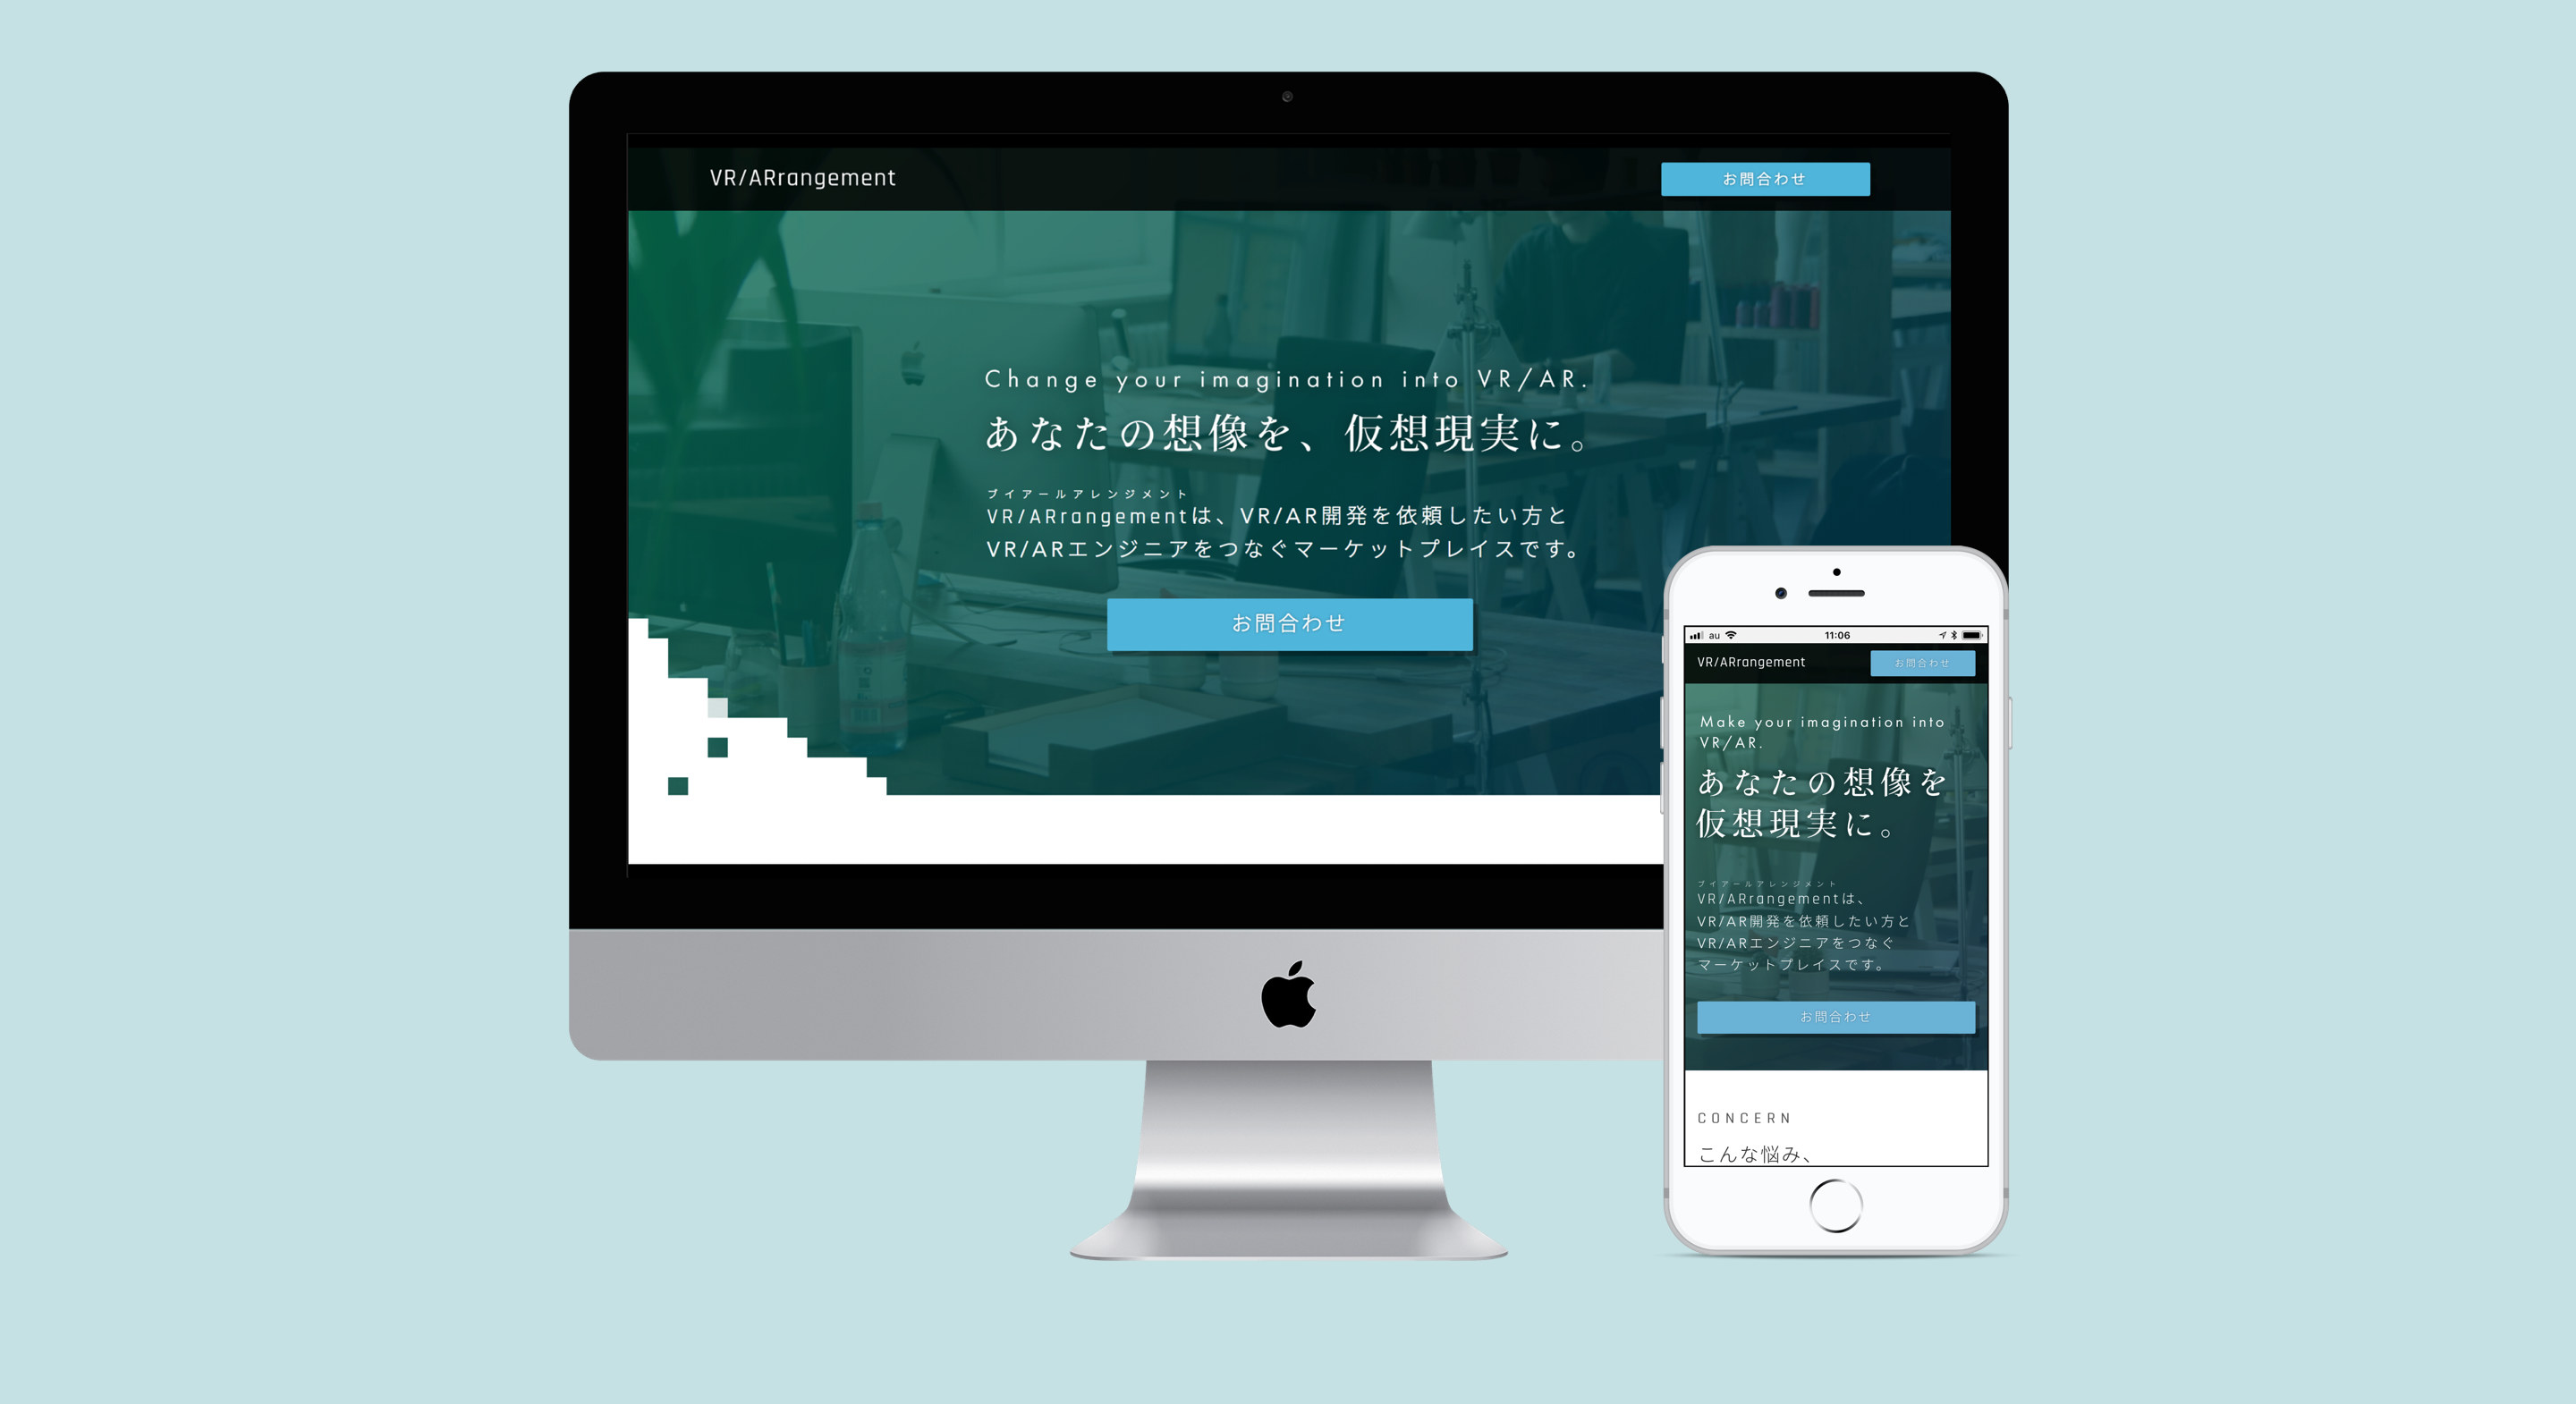 VR/ARrangement
お問合わせ
Change your imagination into VR/AR.
あなたの想像を、仮想現実に。
ブイアールアレンジメント
VR/ARrangementは、VR/AR開発を依頼したい方と
VR/ARエンジニアをつなぐマーケットプレイスです。
お問合わせ
au
11:06
VR/ARrangement
お問合わせ
Make your imagination into
VR/AR.
あなたの想像を
仮想現実に。
ブイアールアレンジメント
VR/ARrangementは、
VR/AR開発を依頼したい方と
VR/ARエンジニアをつなぐ
マーケットプレイスです。
お問合わせ
CONCERN
こんな悩み、